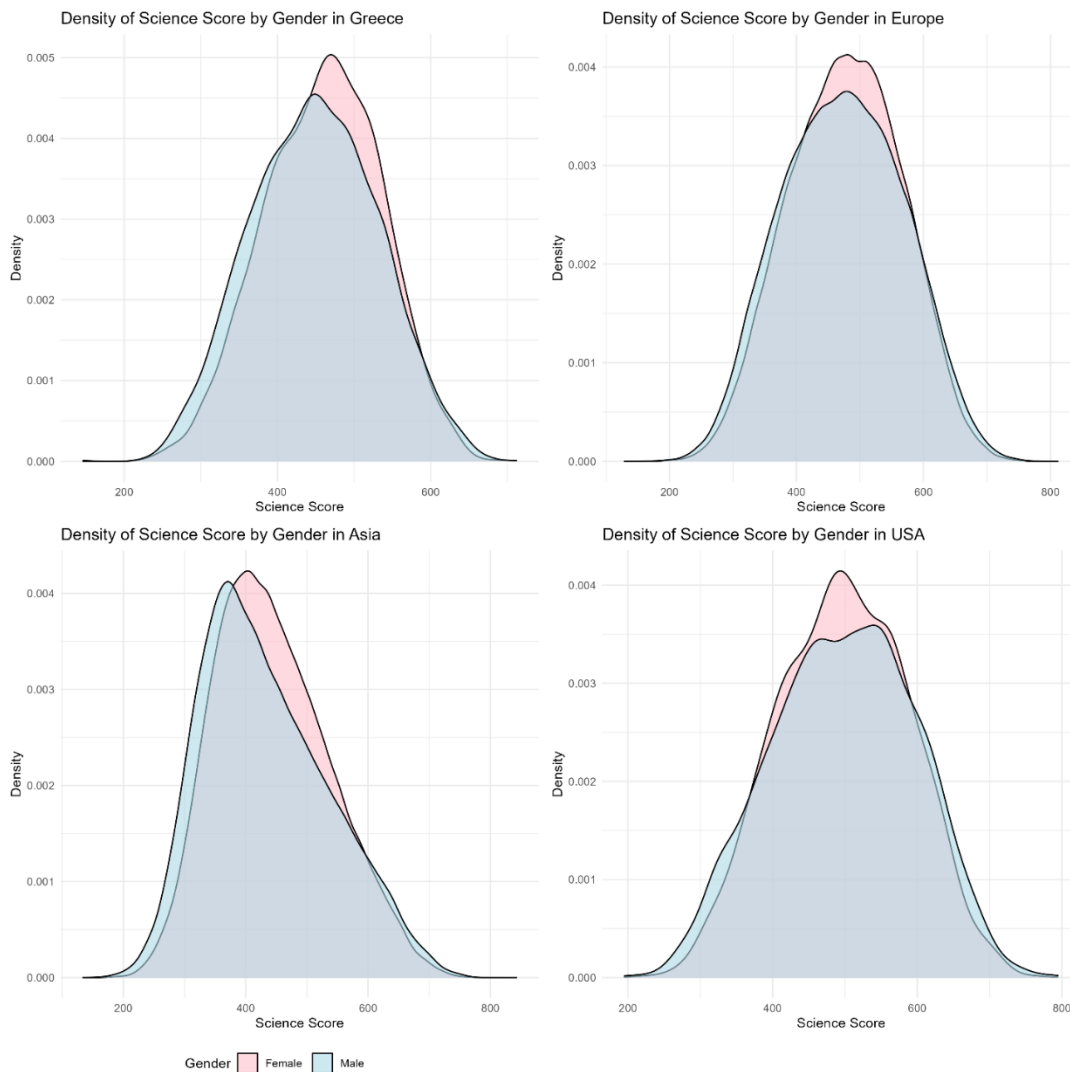 Density of Science Score by Gender in Greece
0.005
0.004
0.003
0.002
0.001
0.000
Density
200 400 600
Science Score
Density of Science Score by Gender in Europe
0.004
0.003
0.002
0.001
0.000
Density
200 400 600 800
Science Score
Density of Science Score by Gender in Asia
0.004
0.003
0.002
0.001
0.000
Density
200 400 600 800
Science Score
Density of Science Score by Gender in USA
0.004
0.003
0.002
0.001
0.000
Density
200 400 600 800
Science Score
Gender Female Male